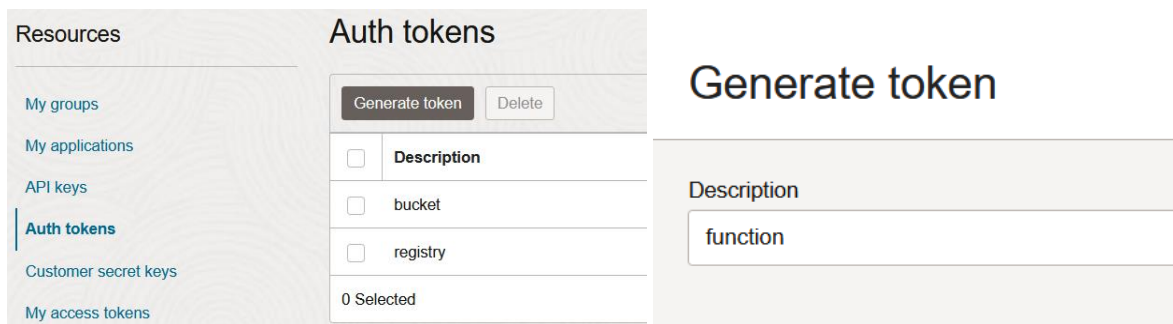 Resources
My groups
My applications
API keys
Auth tokens
Customer secret keys
My access tokens
Auth tokens
Generate token
Delete
Description
bucket
registry
0 Selected
Generate token
Description
function